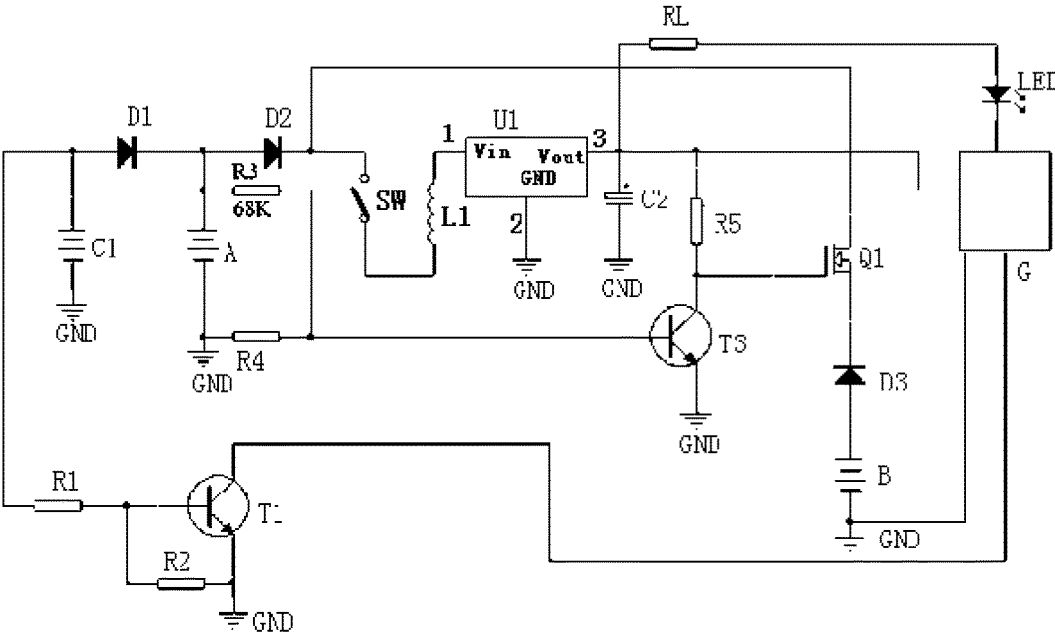 RL
LED
D1
D2
1
U1
3
Vin
Vout
GND
R3
68K
SW
L1
2
C2
R5
C1
A
Q1
G
GND
GND
GND
R4
GND
T3
D3
GND
R1
T1
B
GND
R2
GND